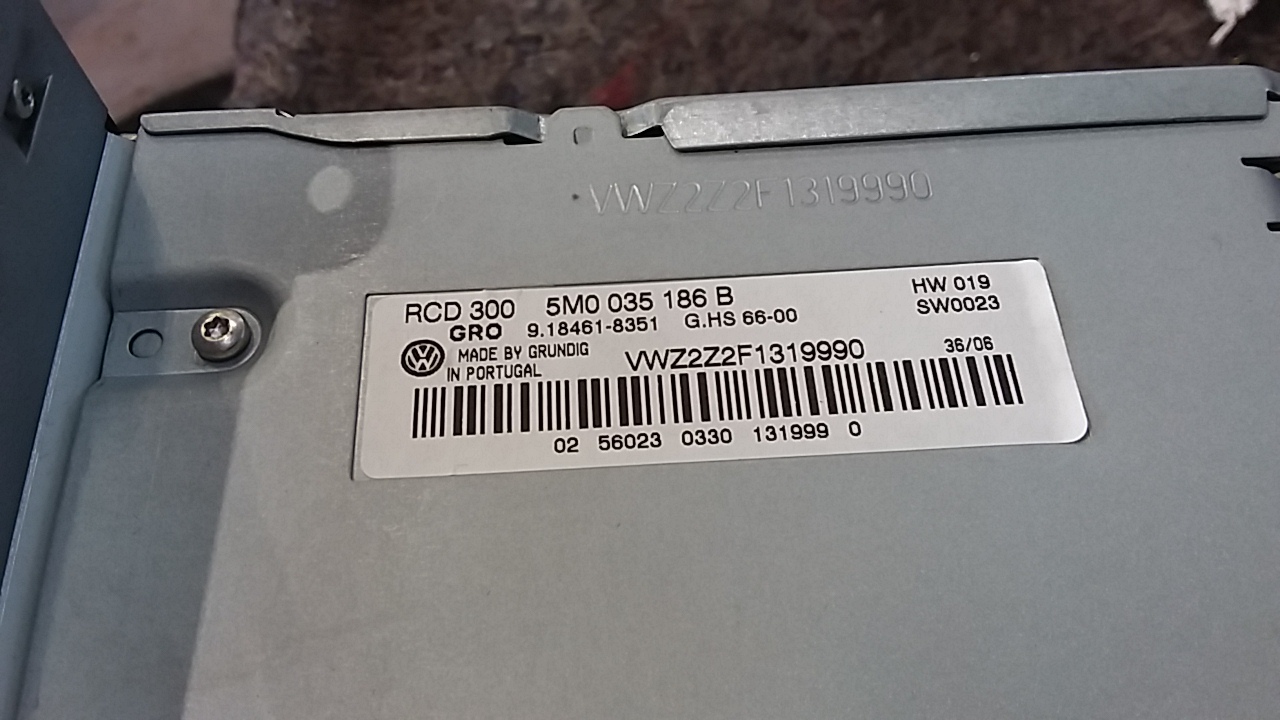 VWZ2Z2F1319990
RCD 300 5M0 035 186 B HW 019
GRO 9.18461-8351 G.HS 66-00 SW0023
MADE BY GRUNDIG VWZ2Z2F1319990 36/06
IN PORTUGAL
02 56023 0330 131999 0